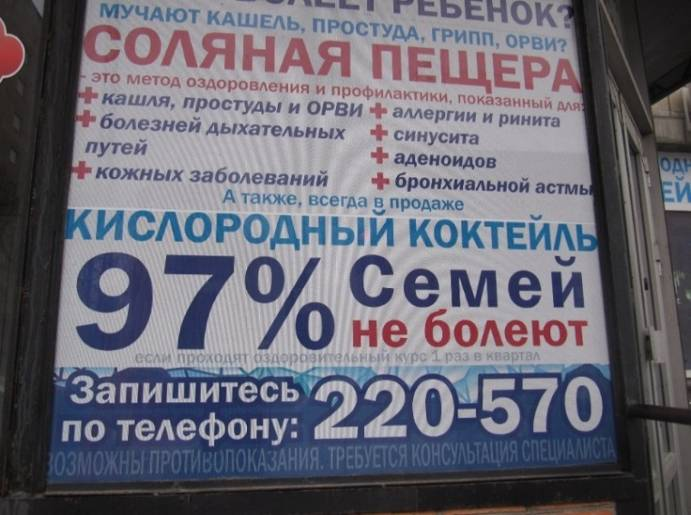 БОЛЕЕТ РЕБЕНОК?
МУЧАЮТ КАШЕЛЬ, ПРОСТУДА, ГРИПП, ОРВИ?
СОЛЯНАЯ ПЕЩЕРА
- это метод оздоровления и профилактики, показанный для:
+ кашля, простуды и ОРВИ
+ болезней дыхательных
путей
+ кожных заболеваний
+ аллергии и ринита
+ синусита
+ аденоидов
+ бронхиальной астмы
А также, всегда в продаже
КИСЛОРОДНЫЙ КОКТЕЙЛЬ
97% Семей
не болеют
если проходят оздоровительный курс 1 раз в квартал
Запишитесь
по телефону: 220-570
ВОЗМОЖНЫ ПРОТИВОПОКАЗАНИЯ. ТРЕБУЕТСЯ КОНСУЛЬТАЦИЯ СПЕЦИАЛИСТА